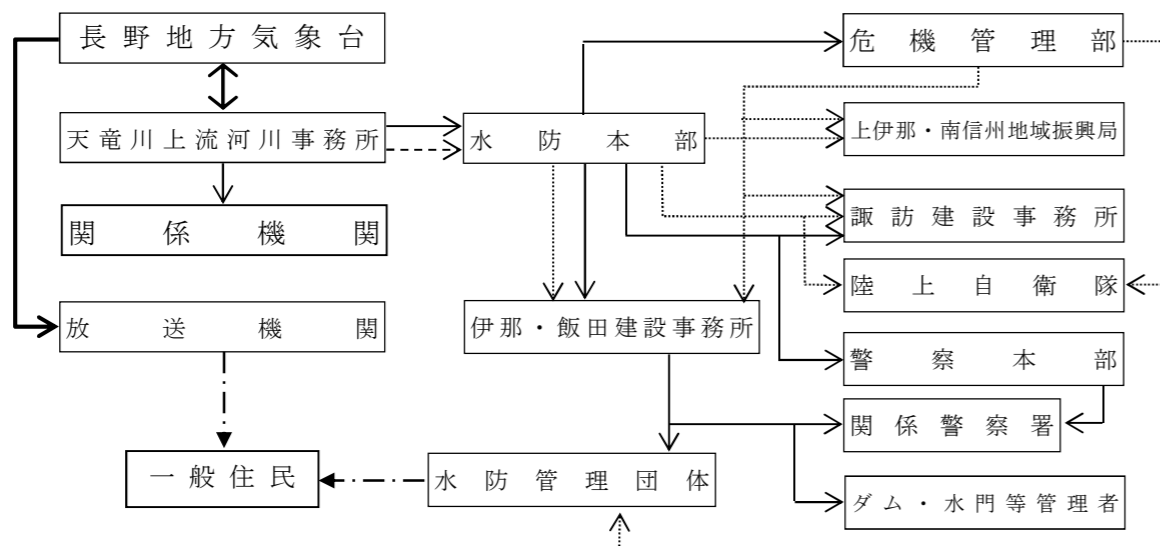 長野地方気象台
天竜川上流河川事務所
関係機関
放送機関
一般住民
水防本部
伊那・飯田建設事務所
水防管理団体
危機管理部
上伊那・南信州地域振興局
諏訪建設事務所
陸上自衛隊
警察本部
関係警察署
ダム・水門等管理者